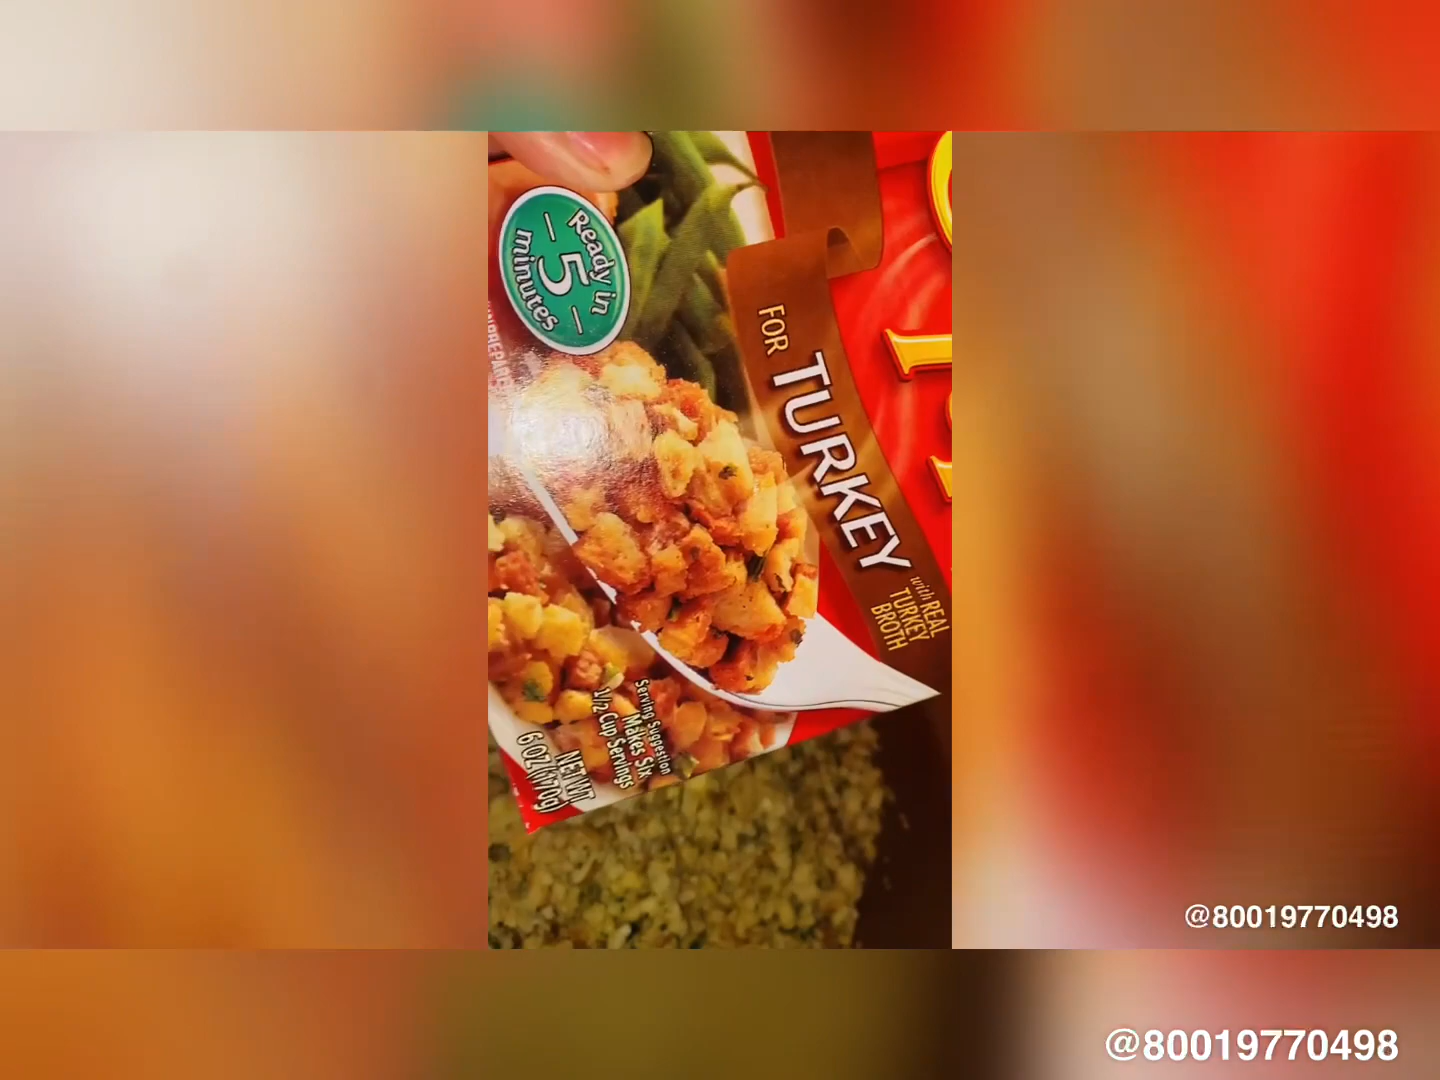 Ready in
- 5 -
minutes
FOR TURKEY
with REAL
TURKEY
BROTH
Serving Suggestion
Makes Six
1/2 Cup Servings
NET WT
6 OZ (170g)
@80019770498
@80019770498